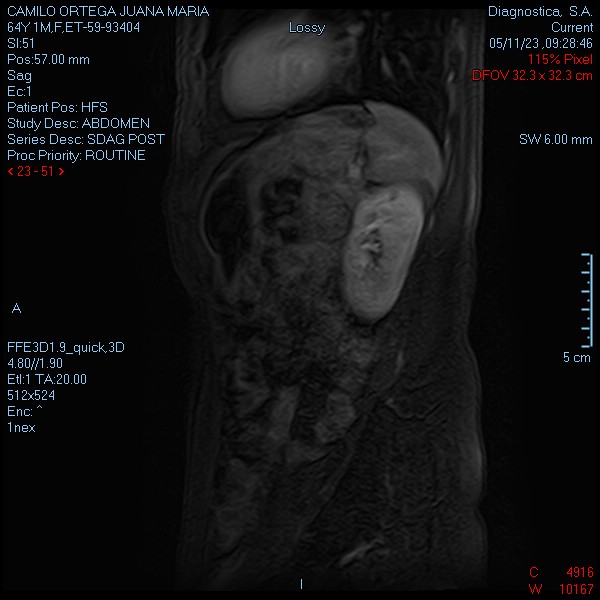 CAMILO ORTEGA JUANA MARIA
64Y 1M,F,ET-59-93404
Sl:51
Pos:57.00 mm
Sag
Ec:1
Patient Pos: HFS
Study Desc: ABDOMEN
Series Desc: SDAG POST
Proc Priority: ROUTINE
< 23 - 51 >
Lossy
Diagnostica, S.A.
Current
05/11/23 ,09:28:46
115% Pixel
DFOV 32.3 x 32.3 cm
SW 6.00 mm
A
5 cm
FFE3D1.9_quick,3D
4.80//1.90
Etl:1 TA:20.00
512x524
Enc: ^
1nex
I
C 4916
W 10167